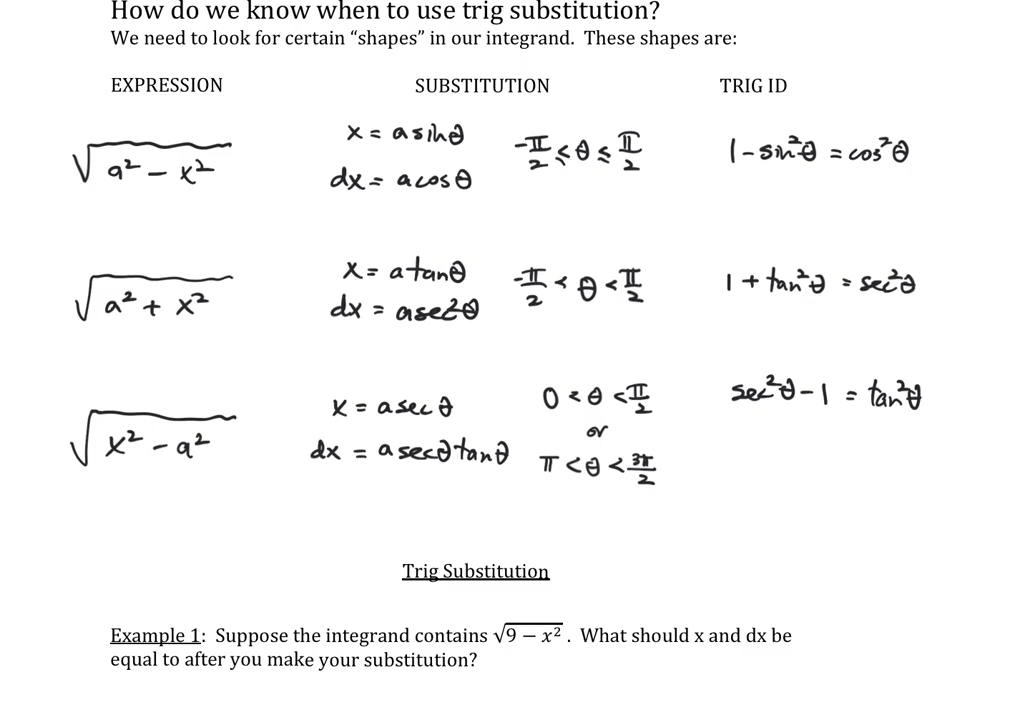 How do we know when to use trig substitution?
We need to look for certain “shapes” in our integrand. These shapes are:
EXPRESSION SUBSTITUTION TRIG ID
√(a² − x²) x = a sinθ −π/2 ≤ θ ≤ π/2 1 − sin²θ = cos²θ
dx = a cosθ
√(a² + x²) x = a tanθ −π/2 < θ < π/2 1 + tan²θ = sec²θ
dx = a sec²θ
√(x² − a²) x = a secθ 0 < θ < π/2 sec²θ − 1 = tan²θ
or
dx = a secθ tanθ π < θ < 3π/2
Trig Substitution
Example 1: Suppose the integrand contains √(9 − x²) . What should x and dx be
equal to after you make your substitution?